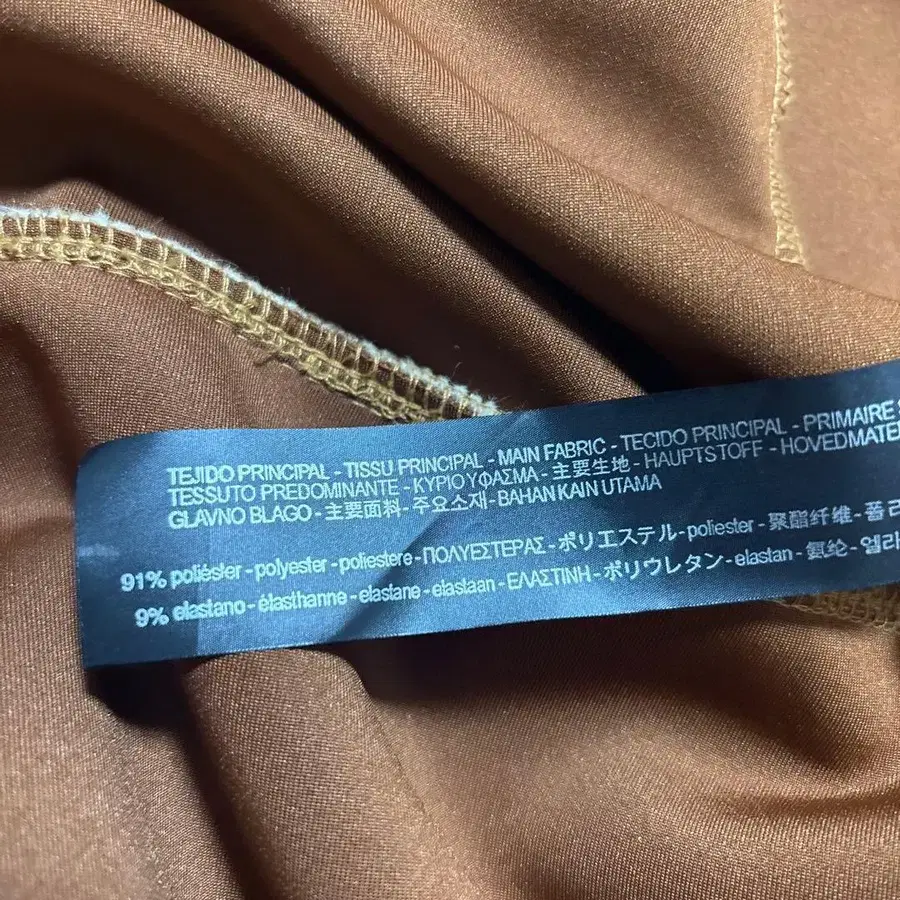 TEJIDO PRINCIPAL - TISSU PRINCIPAL - MAIN FABRIC - TECIDO PRINCIPAL - PRIMAIRE
TESSUTO PREDOMINANTE - ΚΥΡΙΟ ΥΦΑΣΜΑ - 主要生地 - HAUPTSTOFF - HOVEDMATE
GLAVNO BLAGO - 主要面料 - 주요소재 - BAHAN KAIN UTAMA
91% poliéster - polyester - poliestere - ΠΟΛΥΕΣΤΕΡΑΣ - ポリエステル - poliester - 聚酯纤维 - 폴리
9% elastano - élasthanne - elastane - elastaan - ΕΛΑΣΤΙΝΗ - ポリウレタン - elastan - 氨纶 - 엘라